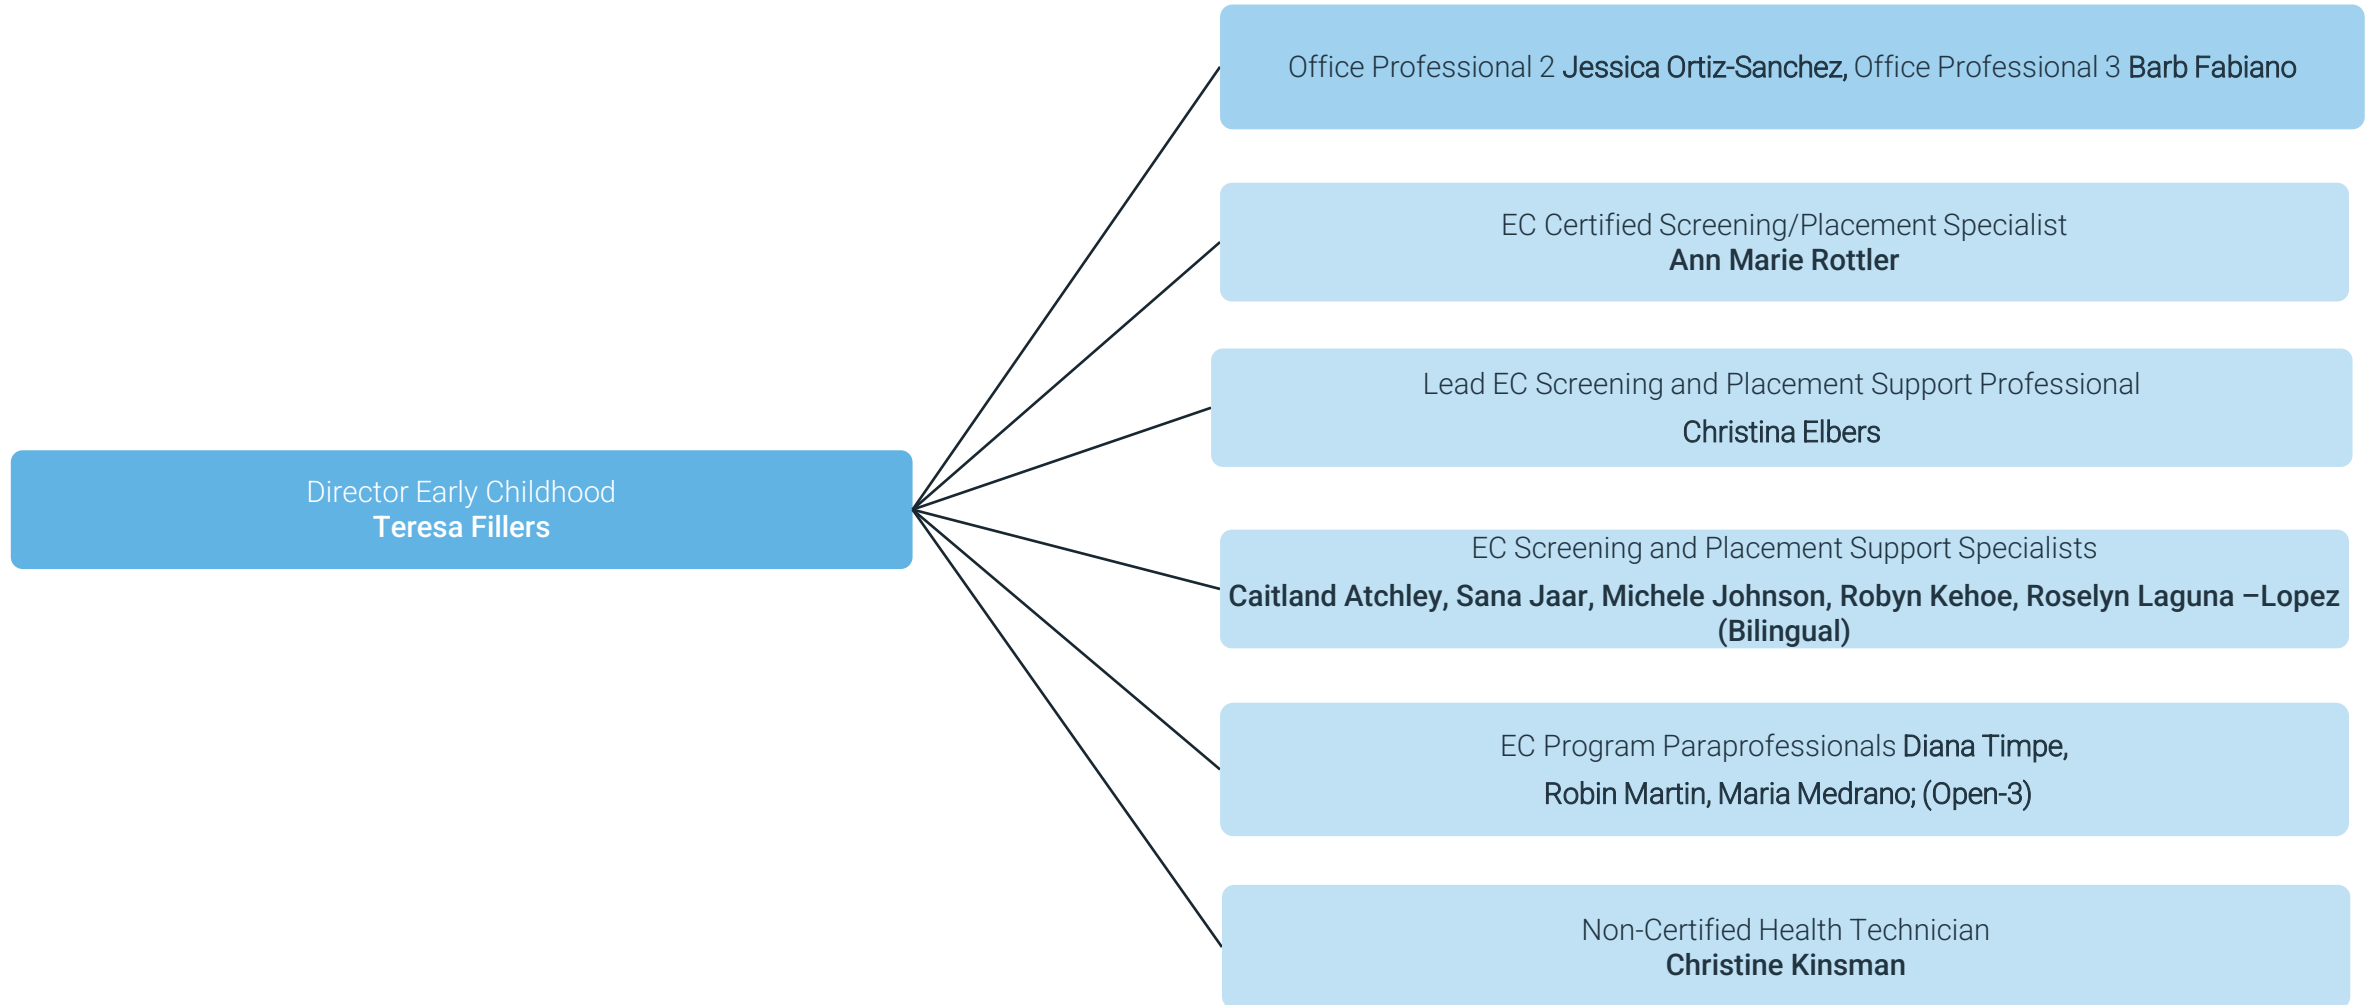 Office Professional 2 Jessica Ortiz-Sanchez, Office Professional 3 Barb Fabiano
EC Certified Screening/Placement Specialist
Ann Marie Rottler
Lead EC Screening and Placement Support Professional
Christina Elbers
Director Early Childhood
Teresa Fillers
EC Screening and Placement Support Specialists
Caitland Atchley, Sana Jaar, Michele Johnson, Robyn Kehoe, Roselyn Laguna –Lopez
(Bilingual)
EC Program Paraprofessionals Diana Timpe,
Robin Martin, Maria Medrano; (Open-3)
Non-Certified Health Technician
Christine Kinsman